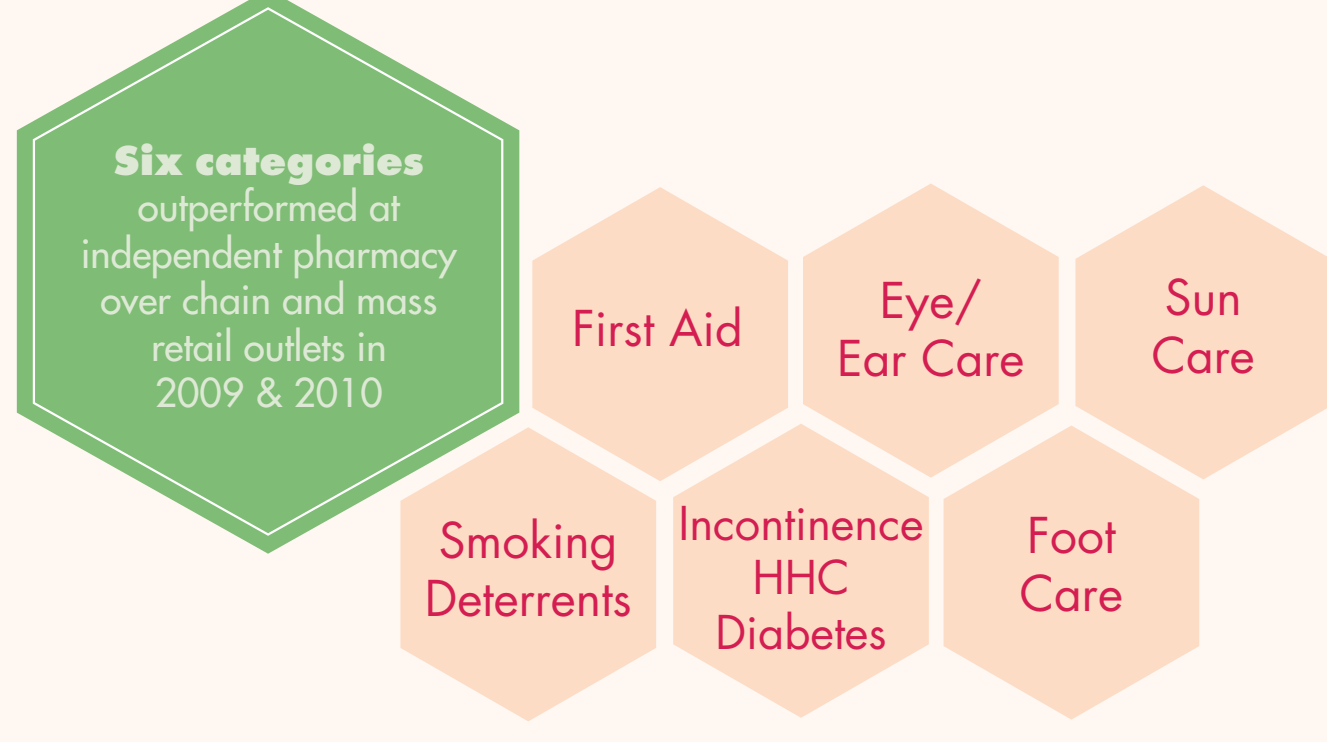 Six categories
outperformed at
independent pharmacy
over chain and mass
retail outlets in
2009 & 2010
First Aid
Eye/
Ear Care
Sun
Care
Smoking
Deterrents
Incontinence
HHC
Diabetes
Foot
Care